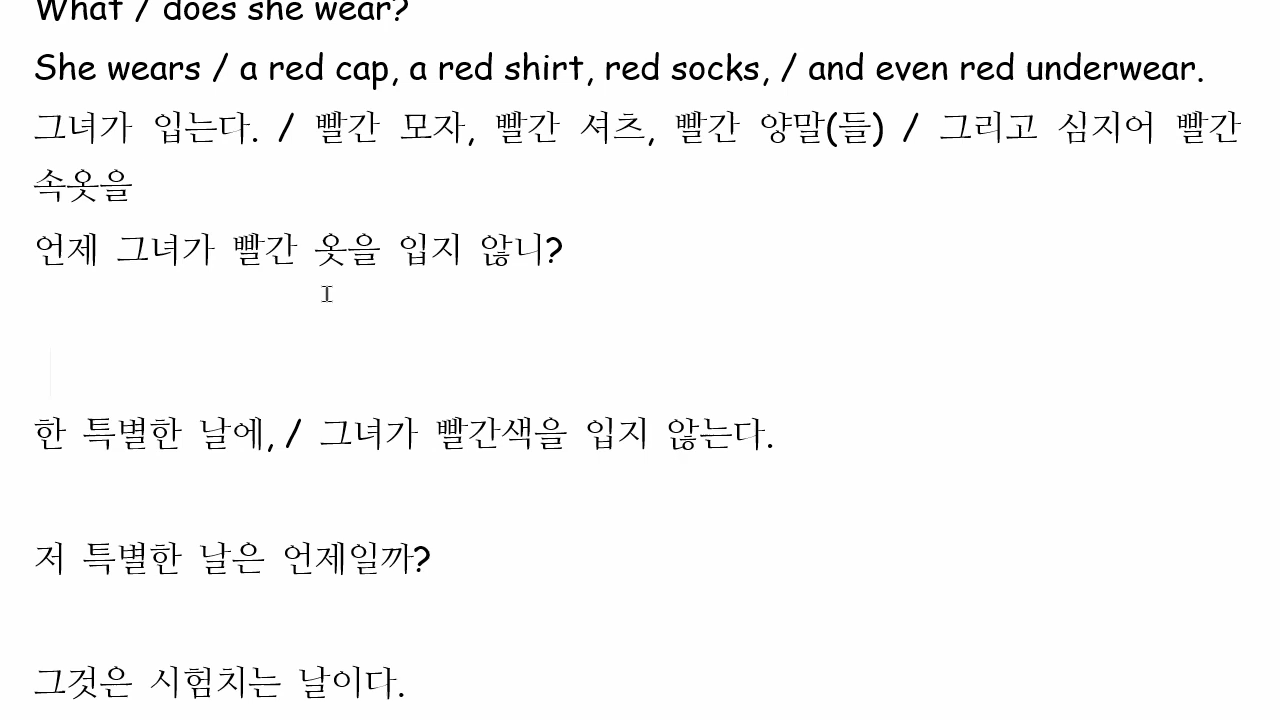 What / does she wear?
She wears / a red cap, a red shirt, red socks, / and even red underwear.
그녀가 입는다. / 빨간 모자, 빨간 셔츠, 빨간 양말(들) / 그리고 심지어 빨간
속옷을
언제 그녀가 빨간 옷을 입지 않니?
한 특별한 날에, / 그녀가 빨간색을 입지 않는다.
저 특별한 날은 언제일까?
그것은 시험치는 날이다.